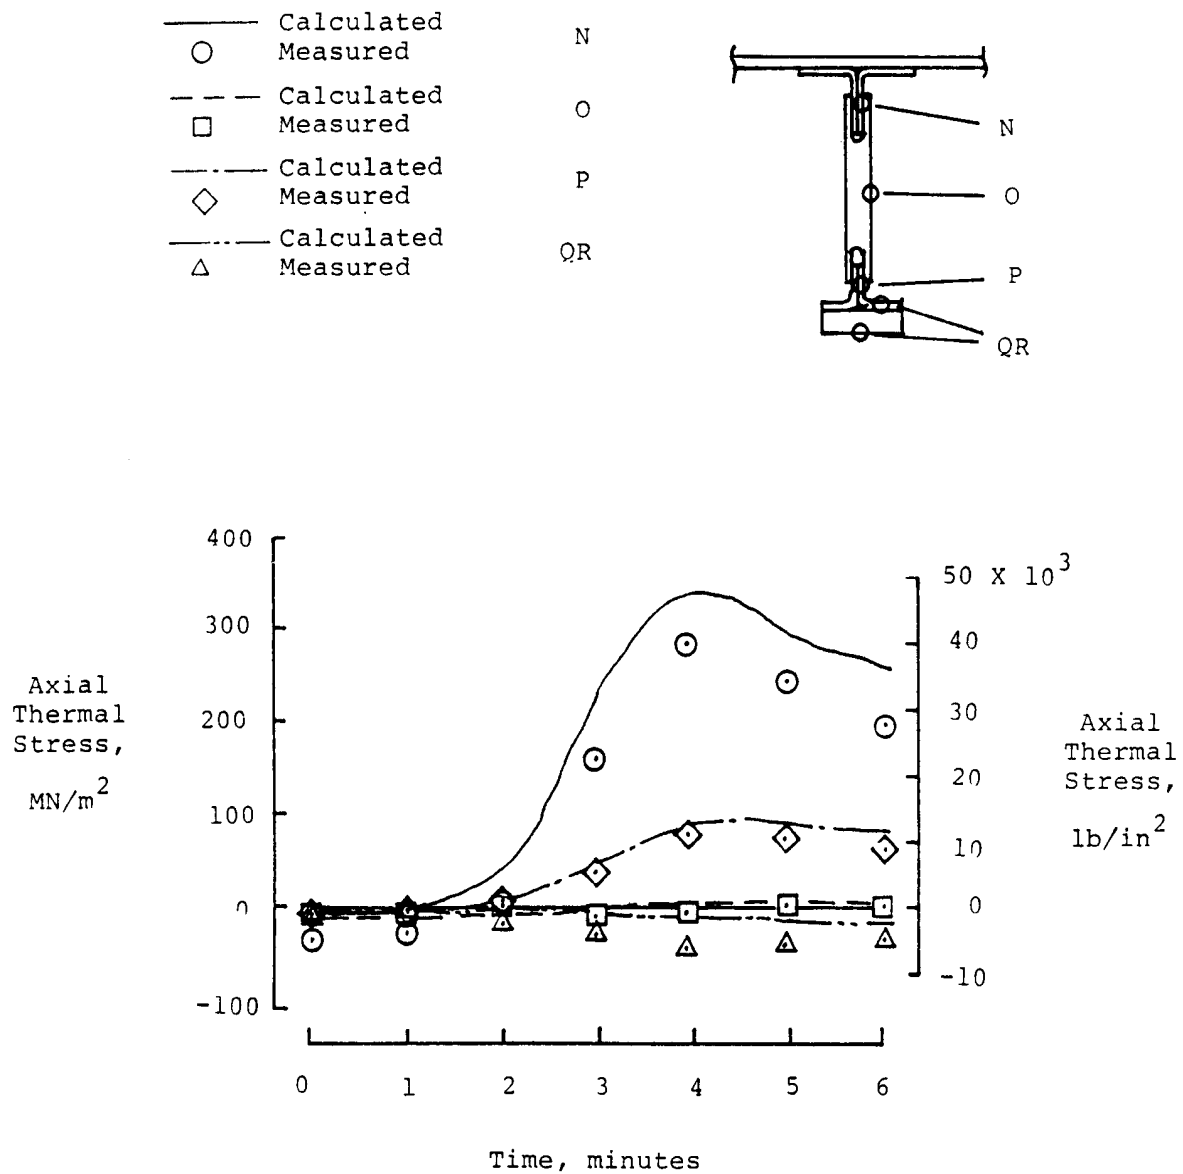 Calculated
Measured
N
Calculated
Measured
O
Calculated
Measured
P
Calculated
Measured
QR
N
O
P
QR
400
300
200
100
0
-100
Axial
Thermal
Stress,
MN/m²
50 X 10³
40
30
20
10
0
-10
Axial
Thermal
Stress,
lb/in²
0 1 2 3 4 5 6
Time, minutes